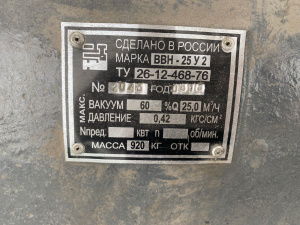 СДЕЛАНО В РОССИИ
МАРКА ВВН - 25 У 2
ТУ 26-12-468-76
№ ГОД
МАКС. ВАКУУМ 60 %Q 25,0 М³/Ч
ДАВЛЕНИЕ 0,42 КГС/СМ²
Nпред. КВТ п об/мин.
МАССА 920 КГ ОТК